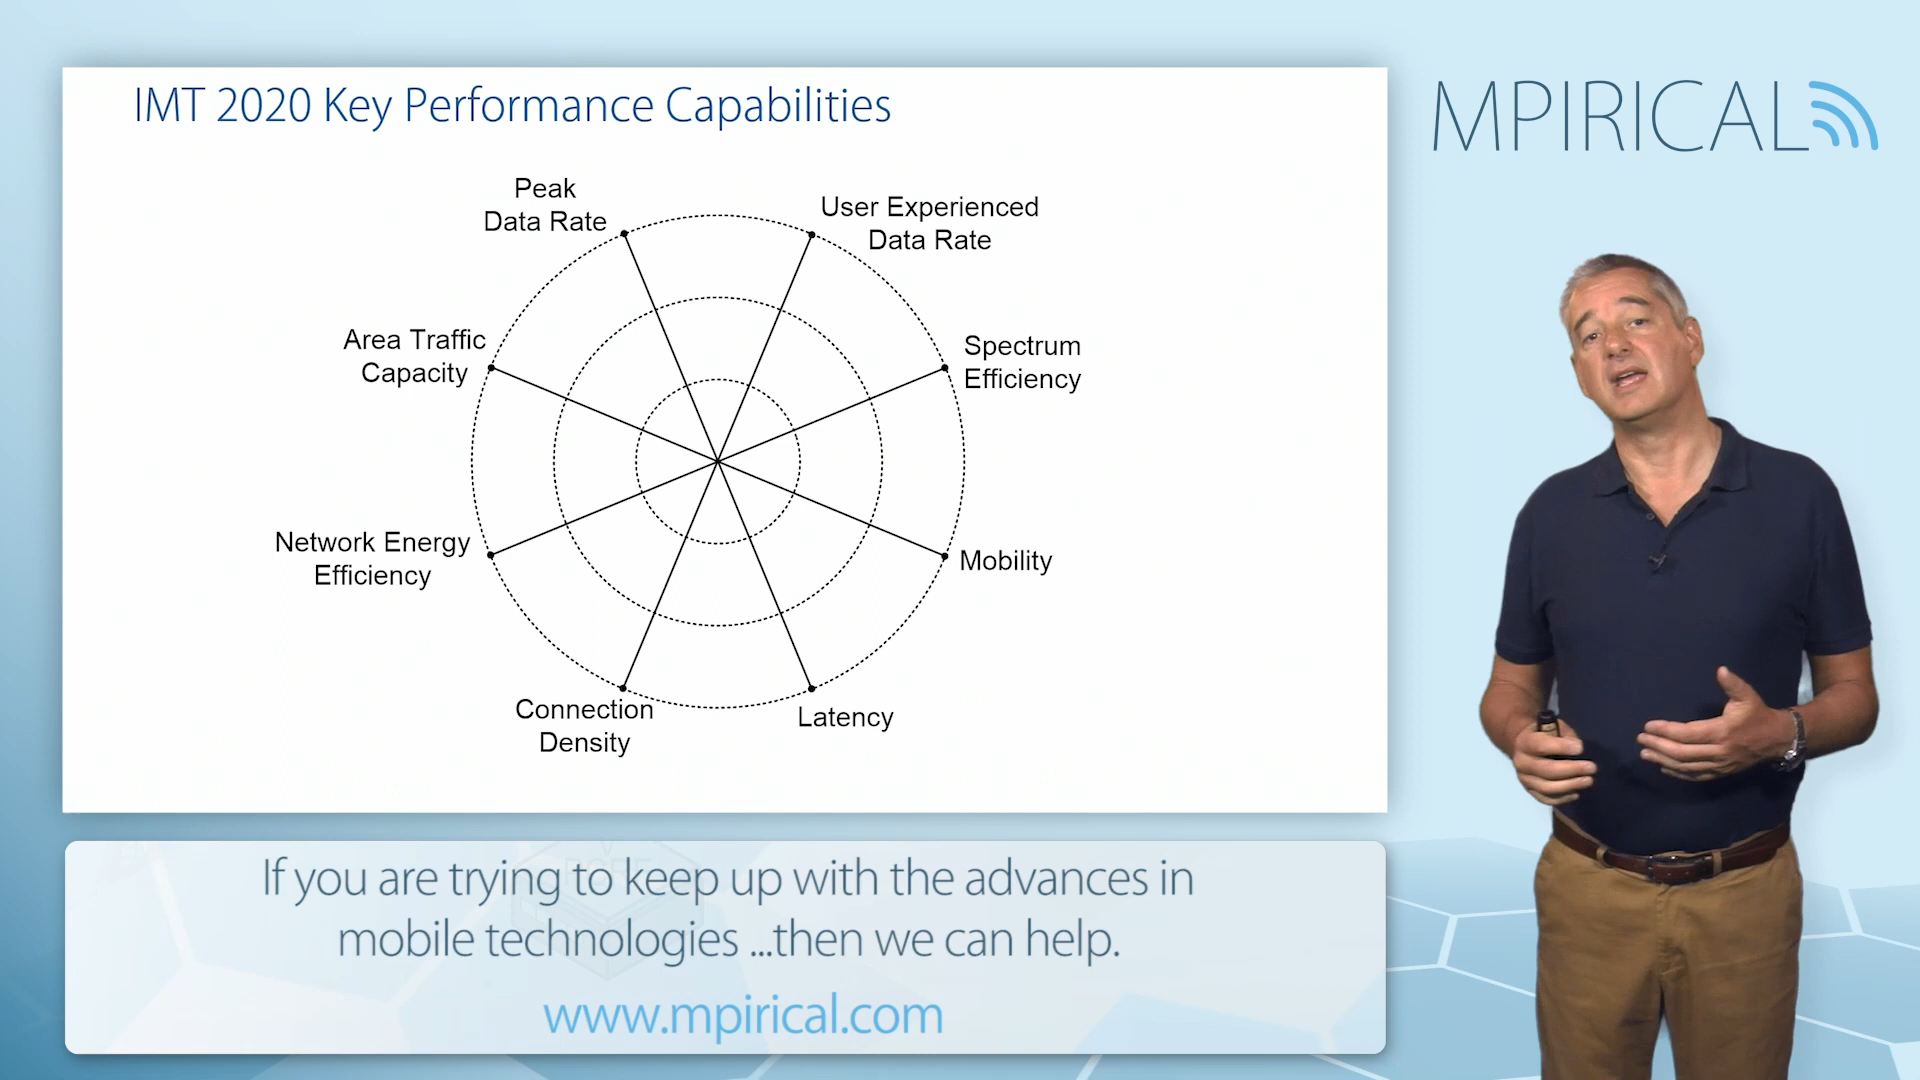 IMT 2020 Key Performance Capabilities
MPIRICAL
Peak
Data Rate
User Experienced
Data Rate
Area Traffic
Capacity
Spectrum
Efficiency
Network Energy
Efficiency
Mobility
Connection
Density
Latency
If you are trying to keep up with the advances in
mobile technologies ...then we can help.
www.mpirical.com